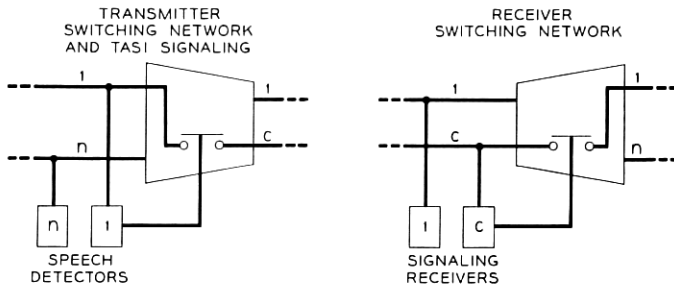 TRANSMITTER
SWITCHING NETWORK
AND TASI SIGNALING
RECEIVER
SWITCHING NETWORK
1
1
1
1
n
C
C
n
n
1
1
C
SPEECH
DETECTORS
SIGNALING
RECEIVERS